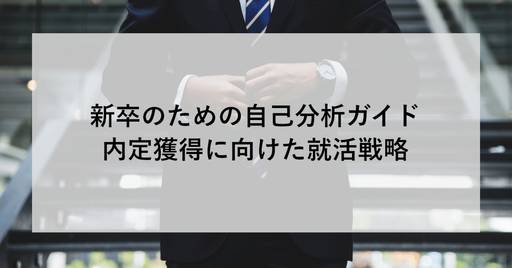 新卒のための自己分析ガイド
内定獲得に向けた就活戦略